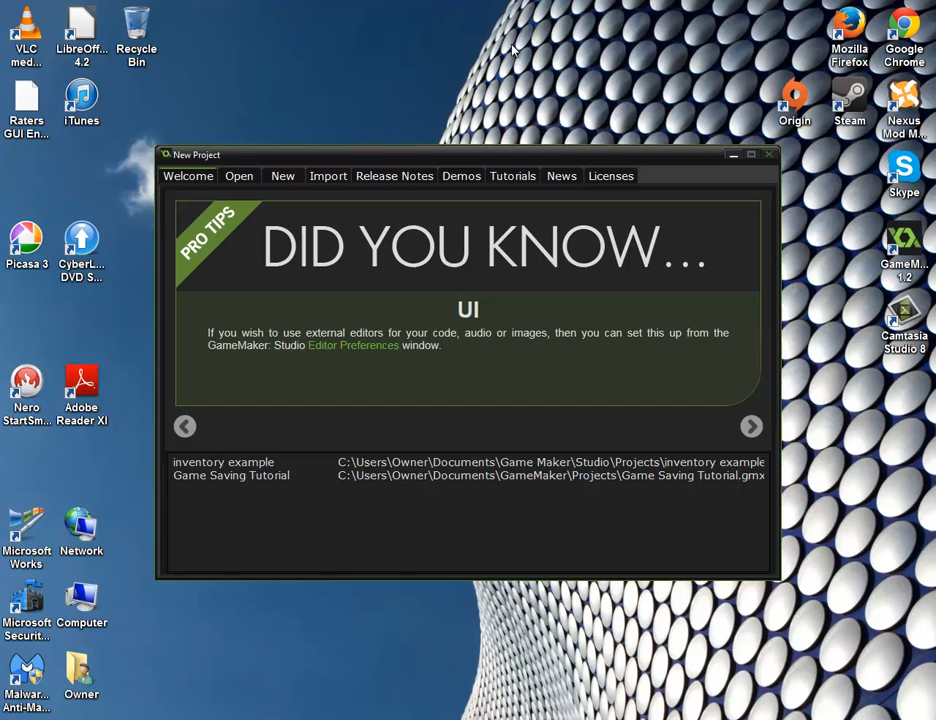 VLC
med...
LibreOff...
4.2
Recycle
Bin
Mozilla
Firefox
Google
Chrome
Raters
GUI En...
iTunes
Origin
Steam
Nexus
Mod M...
New Project
Welcome Open New Import Release Notes Demos Tutorials News Licenses
Skype
PRO TIPS
DID YOU KNOW...
UI
If you wish to use external editors for your code, audio or images, then you can set this up from the
GameMaker: Studio Editor Preferences window.
Picasa 3
CyberL...
DVD S...
GameM...
1.2
Camtasia
Studio 8
Nero
StartSm...
Adobe
Reader XI
inventory example C:\Users\Owner\Documents\Game Maker\Studio\Projects\inventory example
Game Saving Tutorial C:\Users\Owner\Documents\GameMaker\Projects\Game Saving Tutorial.gmx
Microsoft
Works
Network
Microsoft
Securit...
Computer
Malwar...
Anti-Ma...
Owner